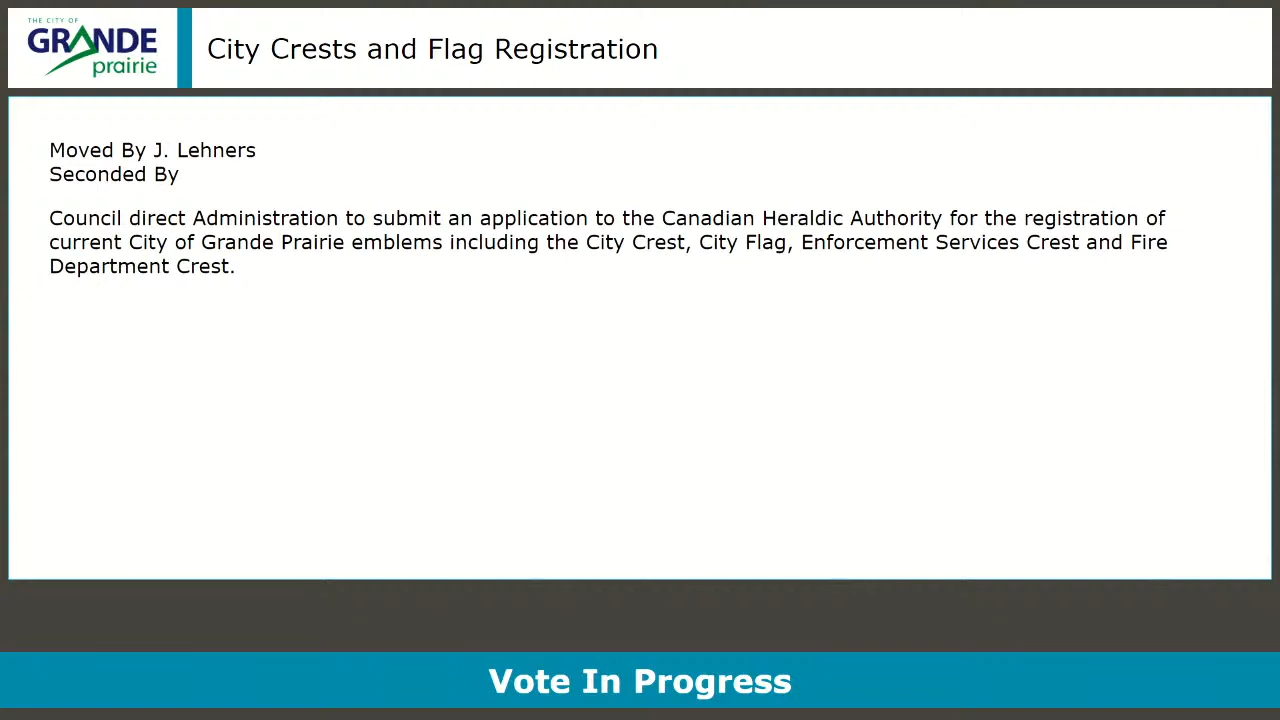 THE CITY OF
GRANDE
prairie
City Crests and Flag Registration
Moved By J. Lehners
Seconded By
Council direct Administration to submit an application to the Canadian Heraldic Authority for the registration of
current City of Grande Prairie emblems including the City Crest, City Flag, Enforcement Services Crest and Fire
Department Crest.
Vote In Progress